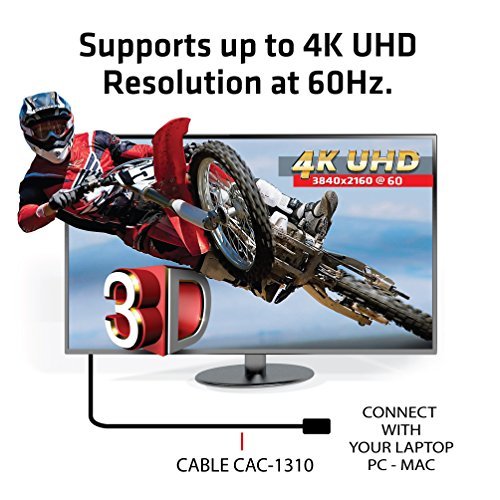 Supports up to 4K UHD
Resolution at 60Hz.
4K UHD
3840x2160 @ 60
3D
CONNECT
WITH
YOUR LAPTOP
PC - MAC
CABLE CAC-1310